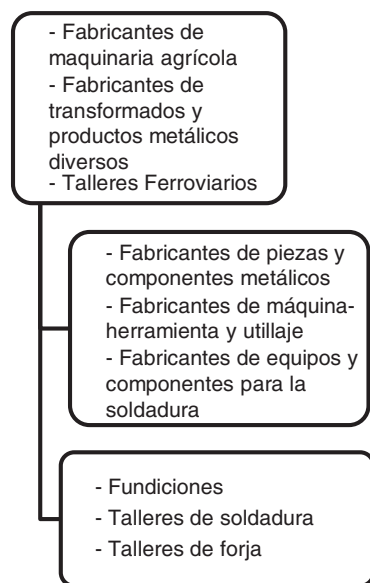 - Fabricantes de
maquinaria agrícola
- Fabricantes de
transformados y
productos metálicos
diversos
- Talleres Ferroviarios
- Fabricantes de piezas y
componentes metálicos
- Fabricantes de máquina-
herramienta y utillaje
- Fabricantes de equipos y
componentes para la
soldadura
- Fundiciones
- Talleres de soldadura
- Talleres de forja